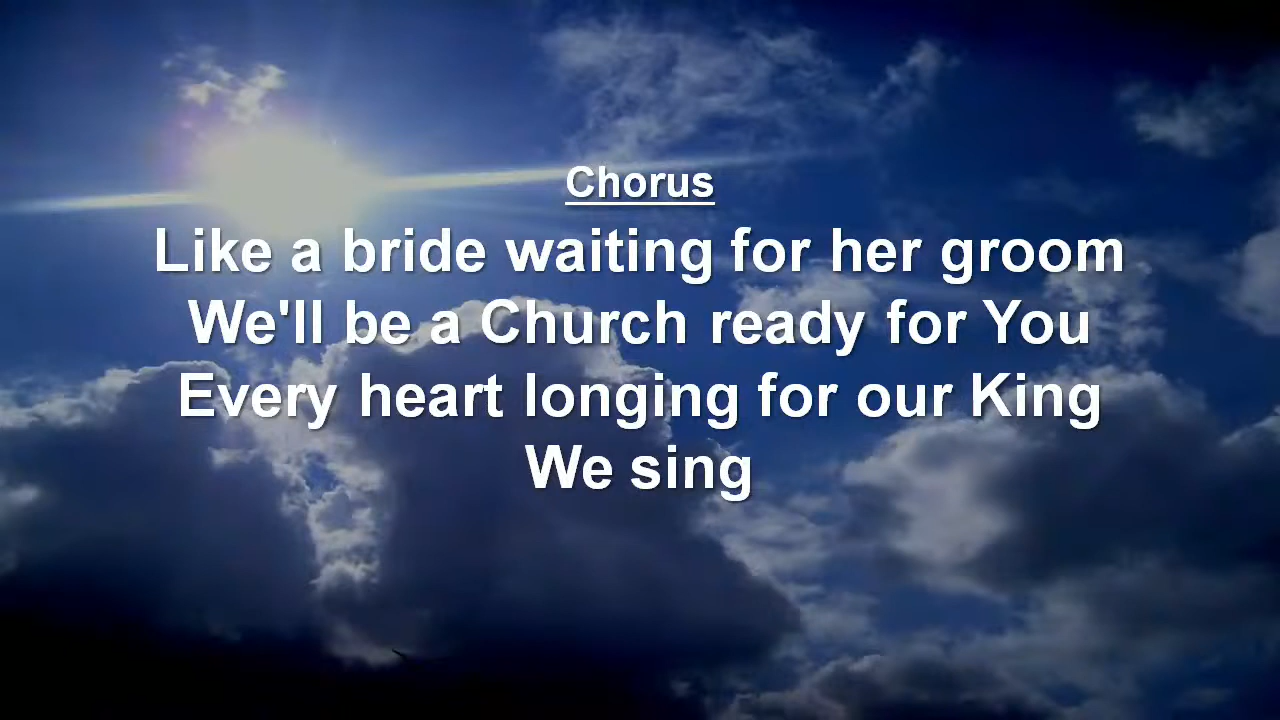 Chorus
Like a bride waiting for her groom
We'll be a Church ready for You
Every heart longing for our King
We sing